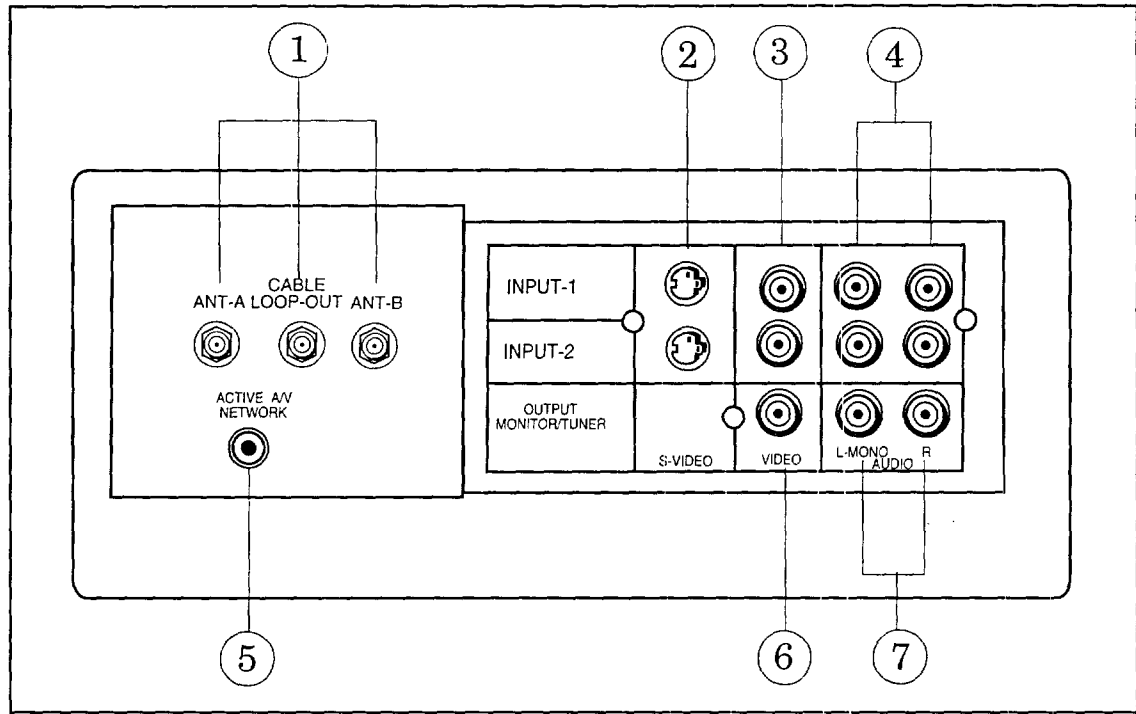 1
2
3
4
CABLE
ANT-A LOOP-OUT ANT-B
ACTIVE A/V
NETWORK
INPUT-1
INPUT-2
OUTPUT
MONITOR/TUNER
S-VIDEO
VIDEO
L-MONO R
AUDIO
5
6
7